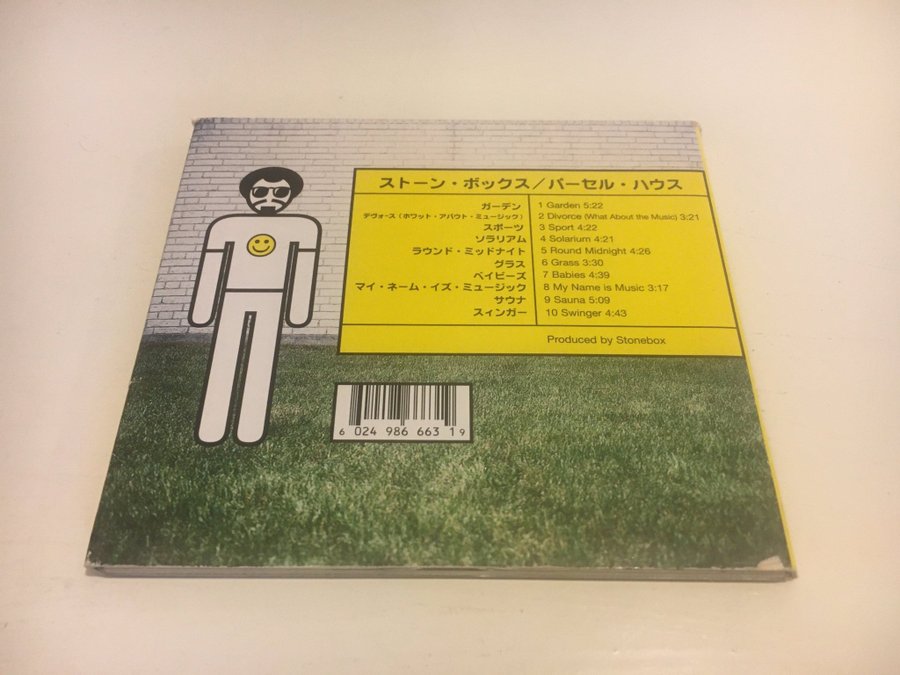 ストーン・ボックス／パーセル・ハウス
ガーデン 1 Garden 5:22
デヴォース（ホワット・アバウト・ミュージック） 2 Divorce (What About the Music) 3:21
スポーツ 3 Sport 4:22
ソラリアム 4 Solarium 4:21
ラウンド・ミッドナイト 5 Round Midnight 4:26
グラス 6 Grass 3:30
ベイビーズ 7 Babies 4:39
マイ・ネーム・イズ・ミュージック 8 My Name is Music 3:17
サウナ 9 Sauna 5:09
スィンガー 10 Swinger 4:43
Produced by Stonebox
6 024 986 663 1 9